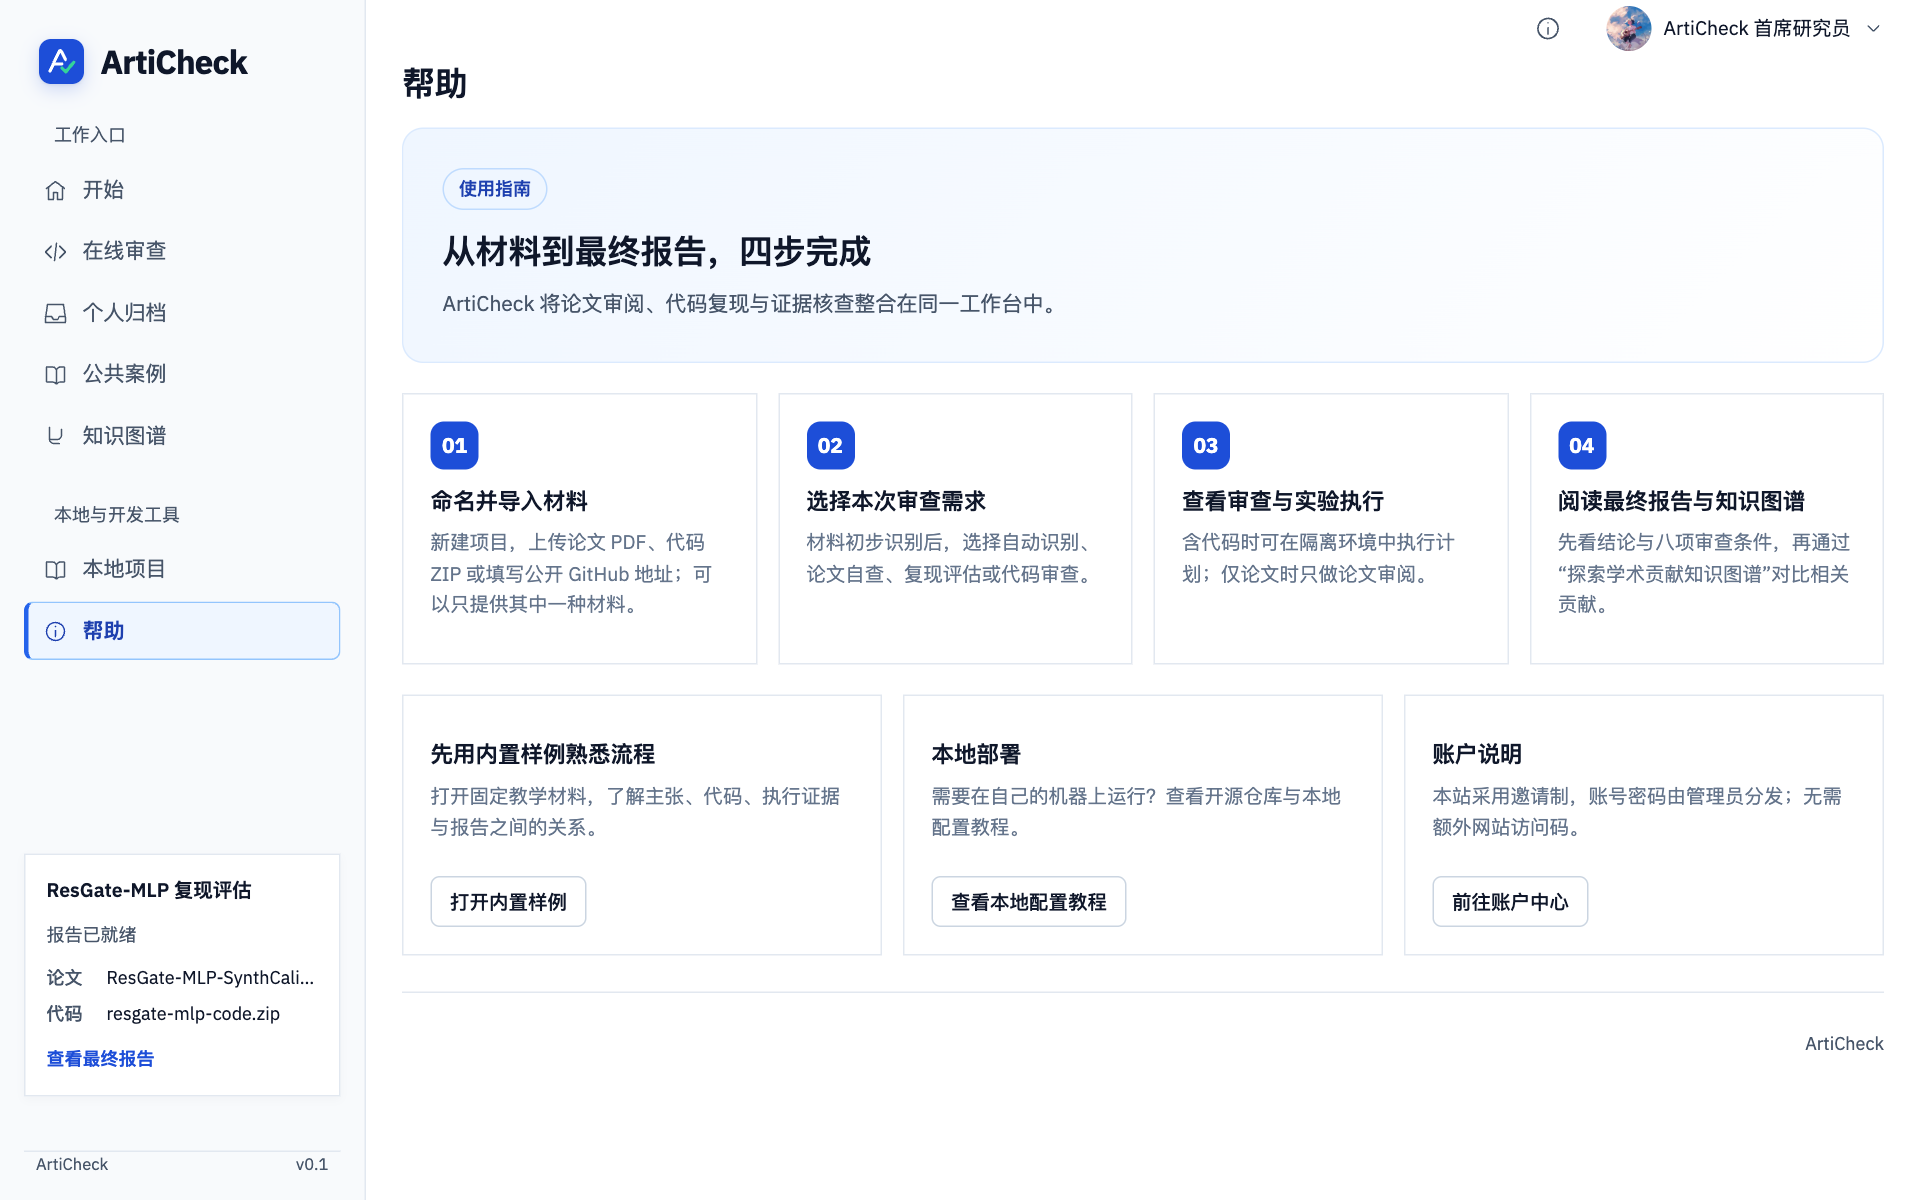 ArtiCheck
工作入口
开始
在线审查
个人归档
公共案例
知识图谱
本地与开发工具
本地项目
帮助
ResGate-MLP 复现评估
报告已就绪
论文 ResGate-MLP-SynthCali...
代码 resgate-mlp-code.zip
查看最终报告
ArtiCheck v0.1
ArtiCheck 首席研究员
帮助
使用指南
从材料到最终报告，四步完成
ArtiCheck 将论文审阅、代码复现与证据核查整合在同一工作台中。
01
命名并导入材料
新建项目，上传论文 PDF、代码
ZIP 或填写公开 GitHub 地址；可
以只提供其中一种材料。
02
选择本次审查需求
材料初步识别后，选择自动识别、
论文自查、复现评估或代码审查。
03
查看审查与实验执行
含代码时可在隔离环境中执行计
划；仅论文时只做论文审阅。
04
阅读最终报告与知识图谱
先看结论与八项审查条件，再通过
“探索学术贡献知识图谱”对比相关
贡献。
先用内置样例熟悉流程
打开固定教学材料，了解主张、代码、执行证据
与报告之间的关系。
打开内置样例
本地部署
需要在自己的机器上运行？查看开源仓库与本地
配置教程。
查看本地配置教程
账户说明
本站采用邀请制，账号密码由管理员分发；无需
额外网站访问码。
前往账户中心
ArtiCheck